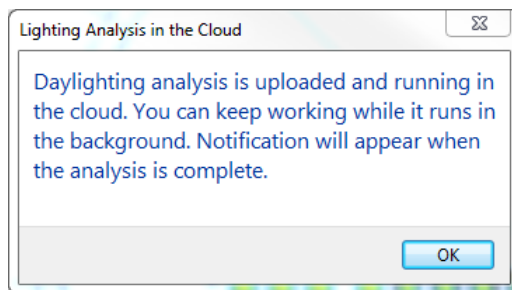 Lighting Analysis in the Cloud
Daylighting analysis is uploaded and running in
the cloud. You can keep working while it runs in
the background. Notification will appear when
the analysis is complete.
OK